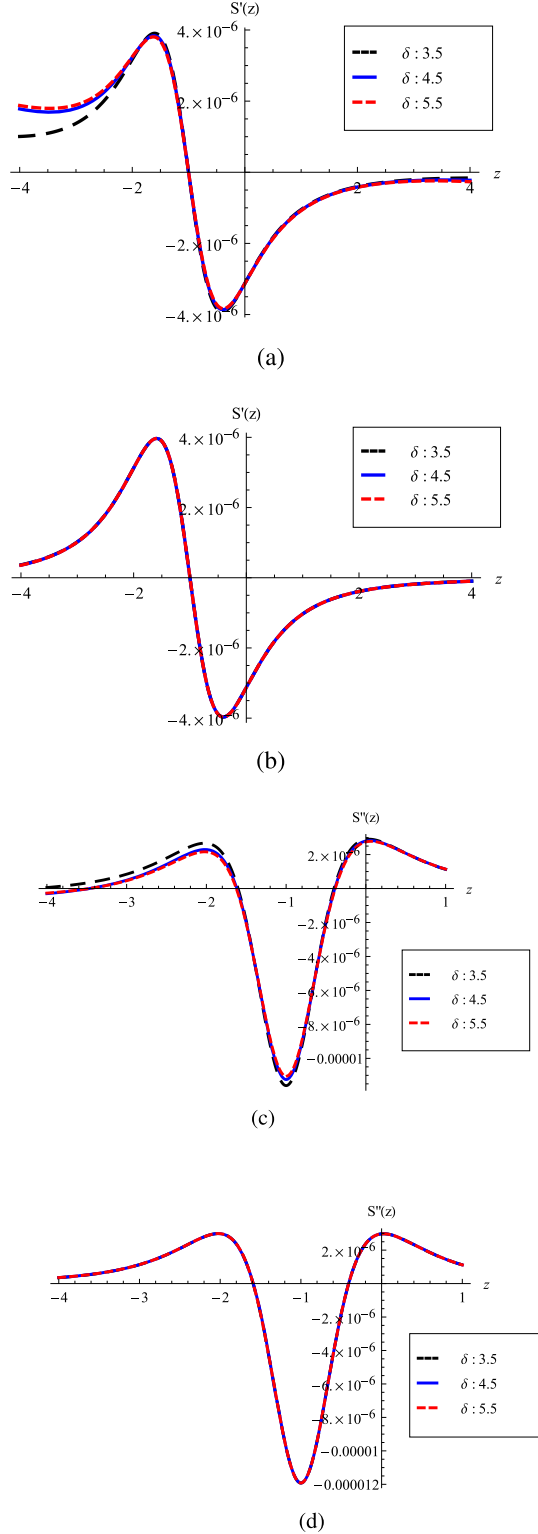 S'(z)
4.×10⁻⁶
δ : 3.5
δ : 4.5
2.×10⁻⁶
δ : 5.5
z
-4 -2 2 4
-2.×10⁻⁶
-4.×10⁻⁶
(a)
S'(z)
4.×10⁻⁶
δ : 3.5
δ : 4.5
2.×10⁻⁶
δ : 5.5
z
-4 -2 2 4
-2.×10⁻⁶
-4.×10⁻⁶
(b)
S''(z)
2.×10⁻⁶
-4 -3 -2 -1 1 z
-2.×10⁻⁶
-4.×10⁻⁶
δ : 3.5
-6.×10⁻⁶
δ : 4.5
-8.×10⁻⁶
δ : 5.5
-0.00001
(c)
S''(z)
2.×10⁻⁶
-4 -3 -2 -1 1 z
-2.×10⁻⁶
-4.×10⁻⁶
δ : 3.5
-6.×10⁻⁶
δ : 4.5
-8.×10⁻⁶
δ : 5.5
-0.00001
-0.000012
(d)